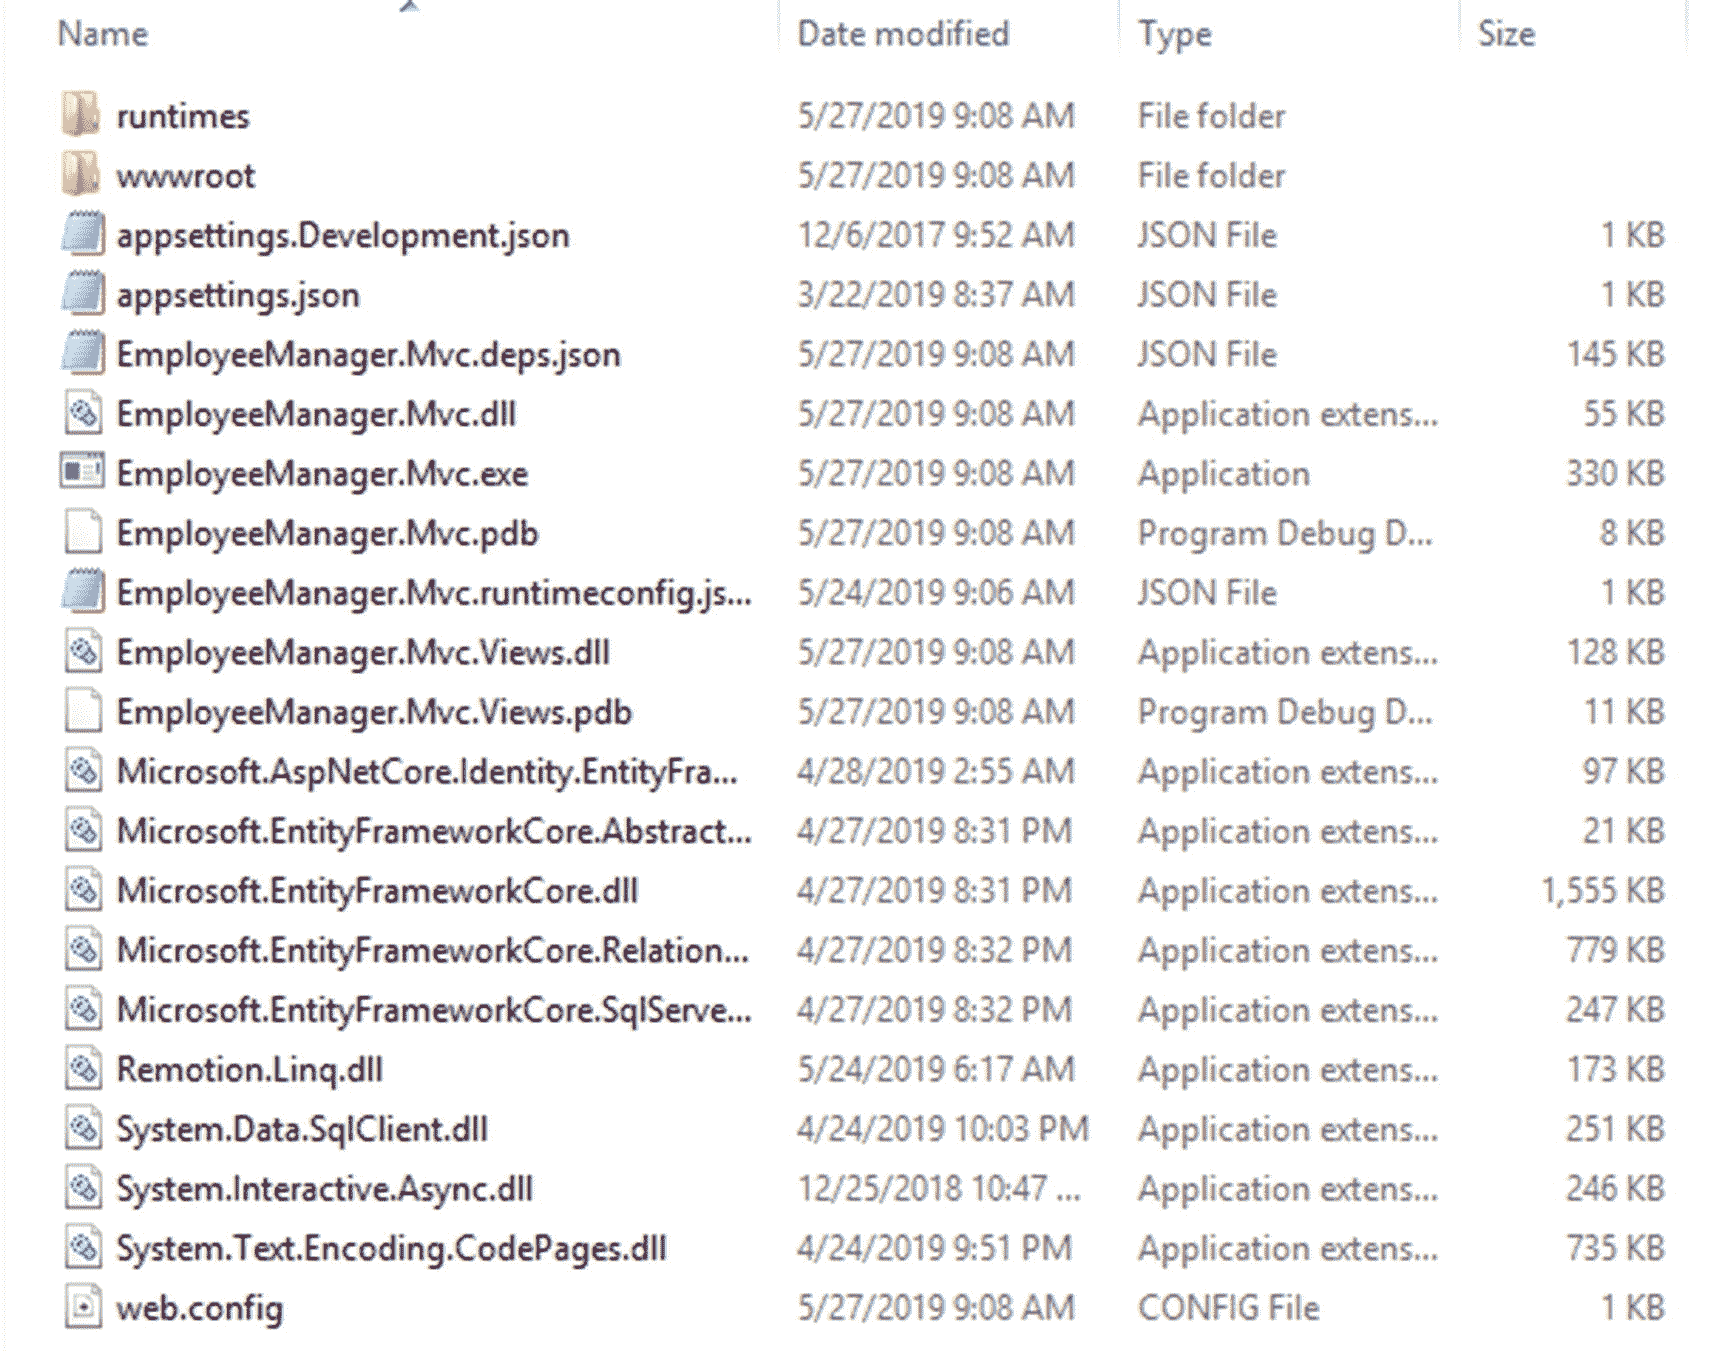 Name Date modified Type Size
runtimes 5/27/2019 9:08 AM File folder
wwwroot 5/27/2019 9:08 AM File folder
appsettings.Development.json 12/6/2017 9:52 AM JSON File 1 KB
appsettings.json 3/22/2019 8:37 AM JSON File 1 KB
EmployeeManager.Mvc.deps.json 5/27/2019 9:08 AM JSON File 145 KB
EmployeeManager.Mvc.dll 5/27/2019 9:08 AM Application extens... 55 KB
EmployeeManager.Mvc.exe 5/27/2019 9:08 AM Application 330 KB
EmployeeManager.Mvc.pdb 5/27/2019 9:08 AM Program Debug D... 8 KB
EmployeeManager.Mvc.runtimeconfig.js... 5/24/2019 9:06 AM JSON File 1 KB
EmployeeManager.Mvc.Views.dll 5/27/2019 9:08 AM Application extens... 128 KB
EmployeeManager.Mvc.Views.pdb 5/27/2019 9:08 AM Program Debug D... 11 KB
Microsoft.AspNetCore.Identity.EntityFra... 4/28/2019 2:55 AM Application extens... 97 KB
Microsoft.EntityFrameworkCore.Abstract... 4/27/2019 8:31 PM Application extens... 21 KB
Microsoft.EntityFrameworkCore.dll 4/27/2019 8:31 PM Application extens... 1,555 KB
Microsoft.EntityFrameworkCore.Relation... 4/27/2019 8:32 PM Application extens... 779 KB
Microsoft.EntityFrameworkCore.SqlServe... 4/27/2019 8:32 PM Application extens... 247 KB
Remotion.Linq.dll 5/24/2019 6:17 AM Application extens... 173 KB
System.Data.SqlClient.dll 4/24/2019 10:03 PM Application extens... 251 KB
System.Interactive.Async.dll 12/25/2018 10:47 ... Application extens... 246 KB
System.Text.Encoding.CodePages.dll 4/24/2019 9:51 PM Application extens... 735 KB
web.config 5/27/2019 9:08 AM CONFIG File 1 KB